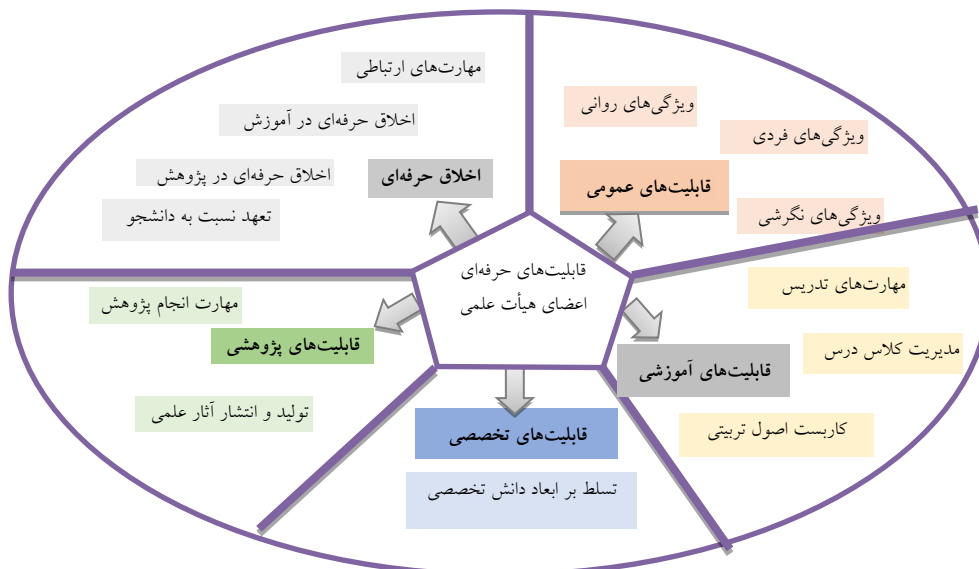 مهارت‌های ارتباطی
اخلاق حرفه‌ای در آموزش
اخلاق حرفه‌ای در پژوهش
تعهد نسبت به دانشجو
اخلاق حرفه‌ای
ویژگی‌های روانی
ویژگی‌های فردی
قابلیت‌های عمومی
ویژگی‌های نگرشی
قابلیت‌های حرفه‌ای
اعضای هیأت علمی
مهارت‌های تدریس
مدیریت کلاس درس
قابلیت‌های آموزشی
کاربست اصول تربیتی
مهارت انجام پژوهش
قابلیت‌های پژوهشی
تولید و انتشار آثار علمی
قابلیت‌های تخصصی
تسلط بر ابعاد دانش تخصصی